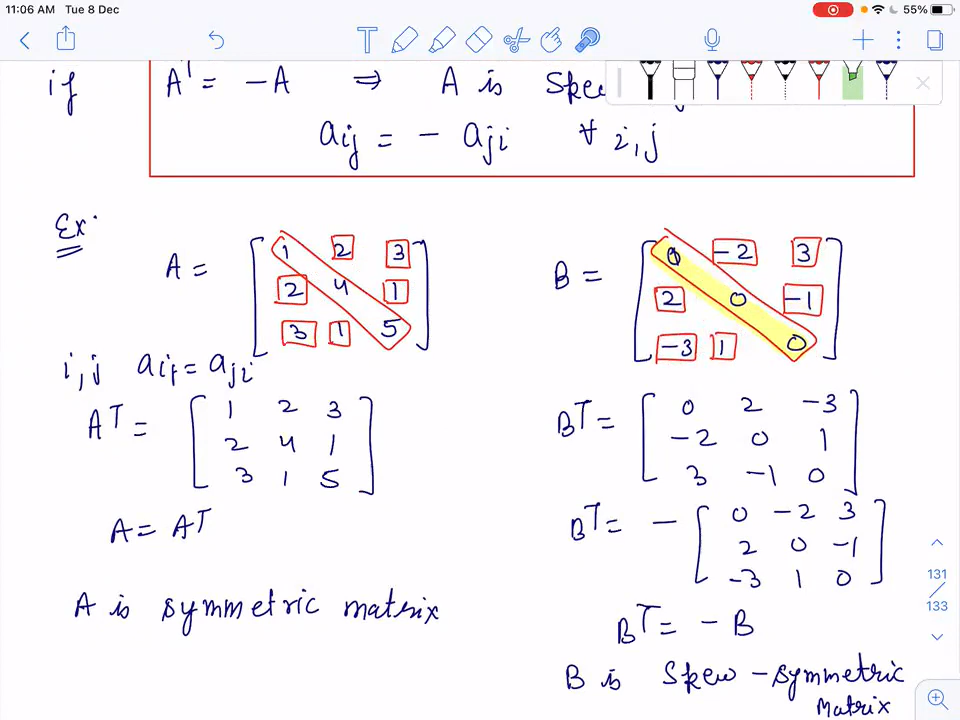 11:06 AM Tue 8 Dec 55%
if Aᵀ = -A ⇒ A is Skew
aij = - aji ∀ i,j
Ex.
A = [ 1 2 3
2 4 1
3 1 5 ]
i,j aij = aji
Aᵀ = [ 1 2 3
2 4 1
3 1 5 ]
A = Aᵀ
A is symmetric matrix
B = [ 0 -2 3
2 0 -1
-3 1 0 ]
Bᵀ = [ 0 2 -3
-2 0 1
3 -1 0 ]
Bᵀ = - [ 0 -2 3
2 0 -1
-3 1 0 ]
Bᵀ = - B
B is Skew-symmetric
Matrix
131
/
133